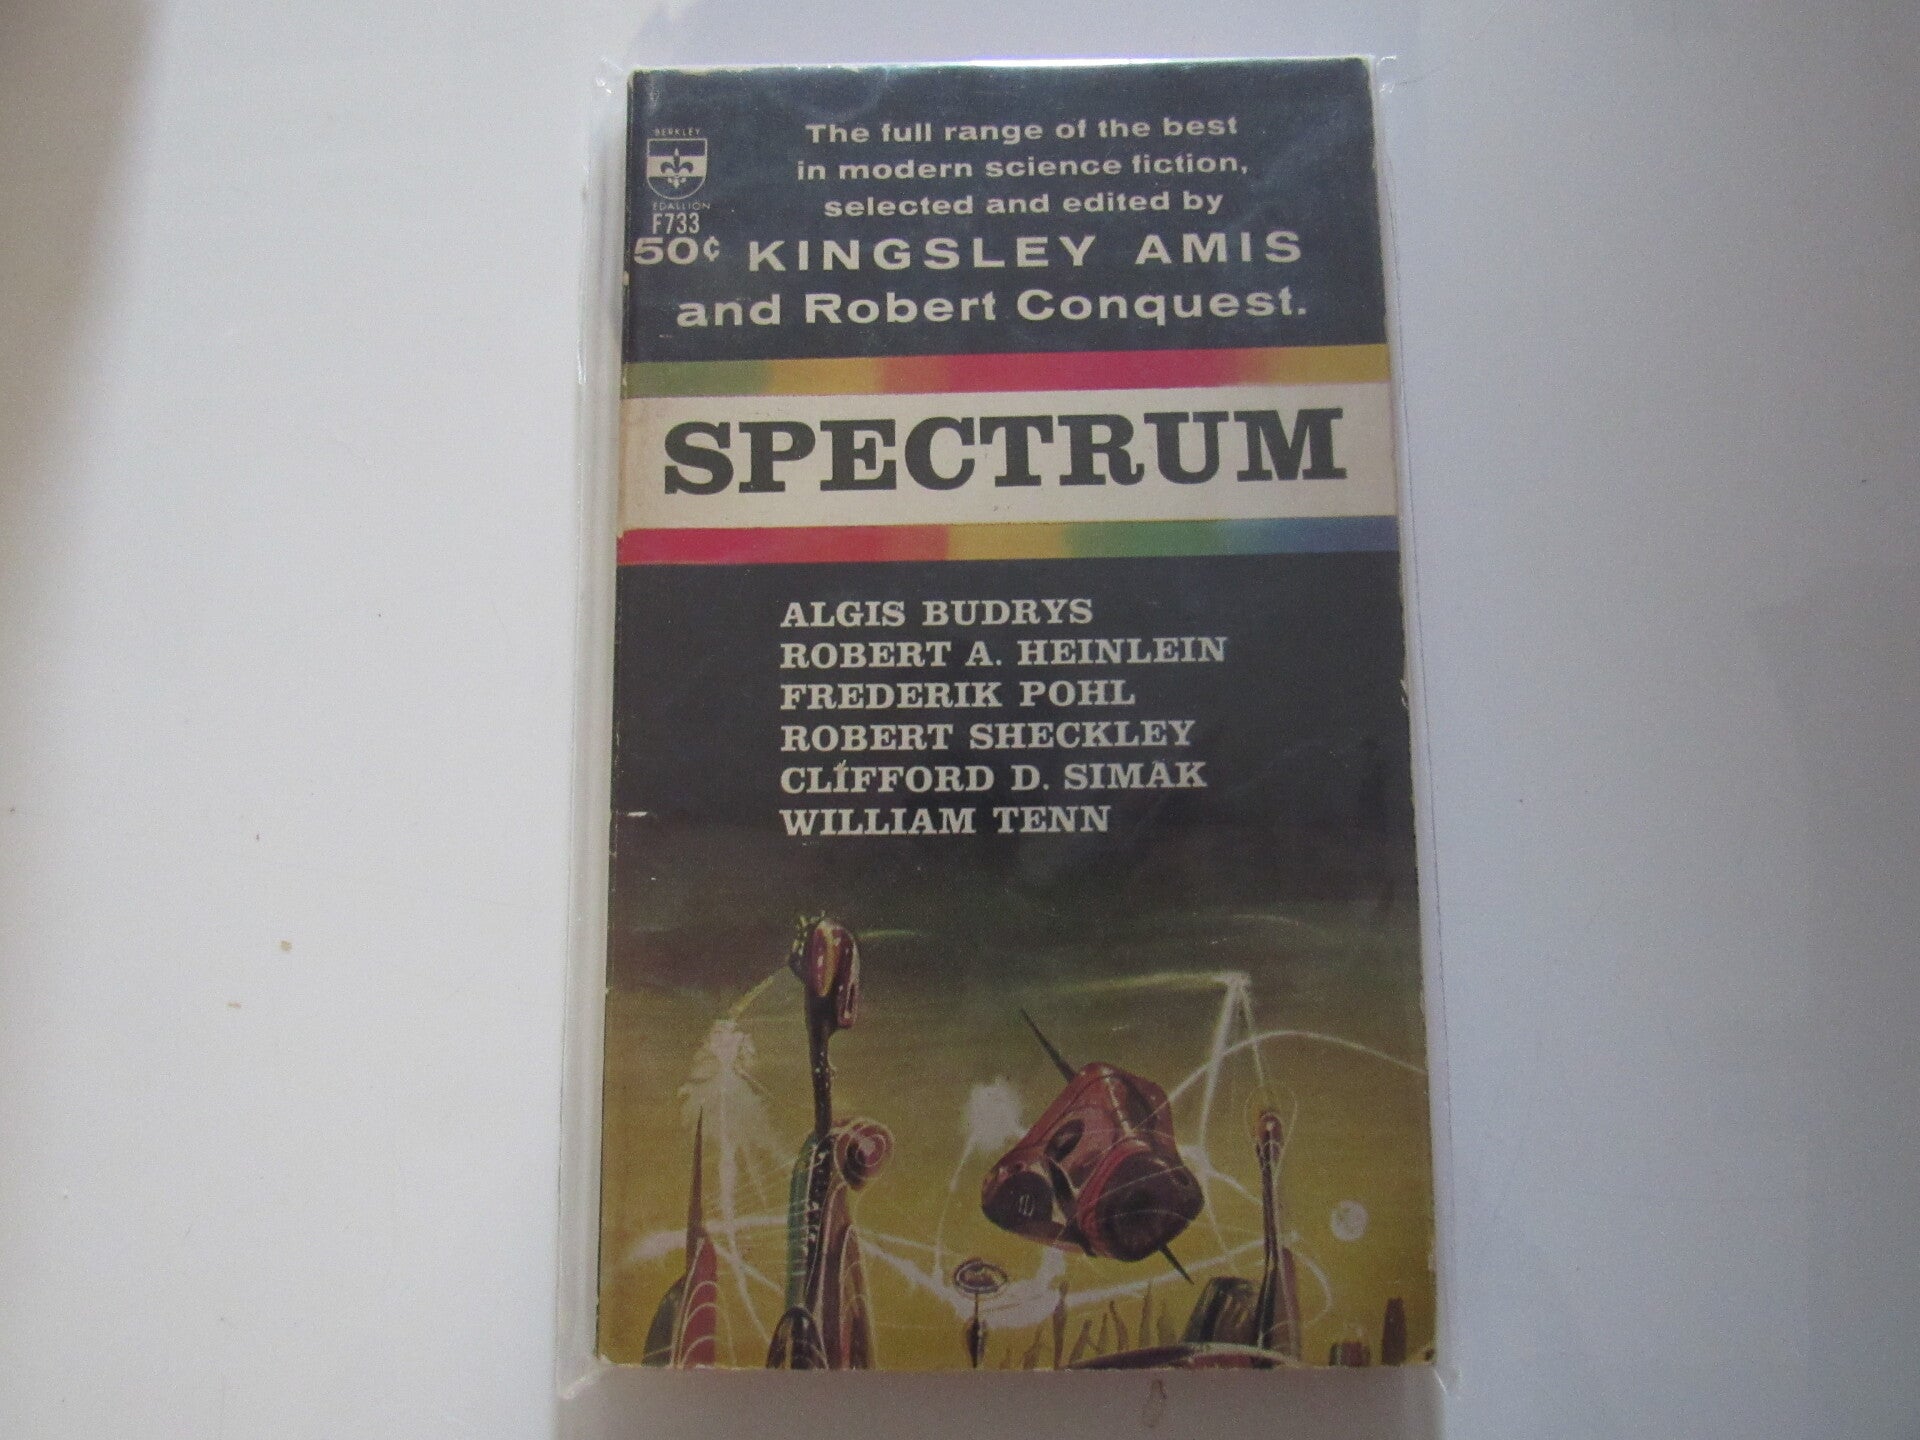 BERKLEY
EDALLION
F733
50¢
The full range of the best
in modern science fiction,
selected and edited by
KINGSLEY AMIS
and Robert Conquest.
SPECTRUM
ALGIS BUDRYS
ROBERT A. HEINLEIN
FREDERIK POHL
ROBERT SHECKLEY
CLIFFORD D. SIMAK
WILLIAM TENN